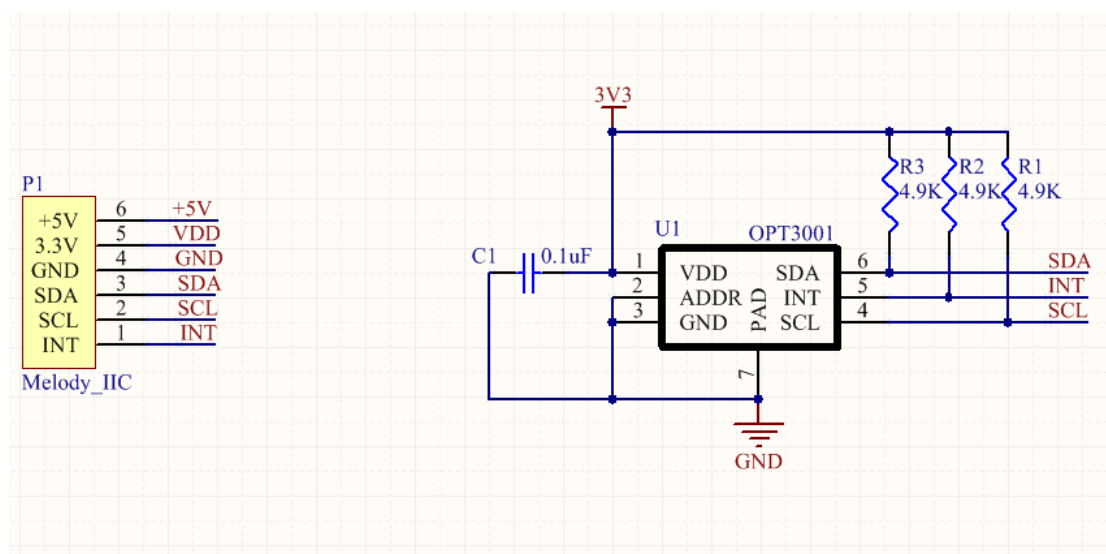 P1
+5V 6 +5V
3.3V 5 VDD
GND 4 GND
SDA 3 SDA
SCL 2 SCL
INT 1 INT
Melody_IIC
3V3
R3 R2 R1
4.9K 4.9K 4.9K
U1 OPT3001
C1 0.1uF
1 VDD SDA 6 SDA
2 ADDR INT 5 INT
3 GND SCL 4 SCL
PAD
7
GND